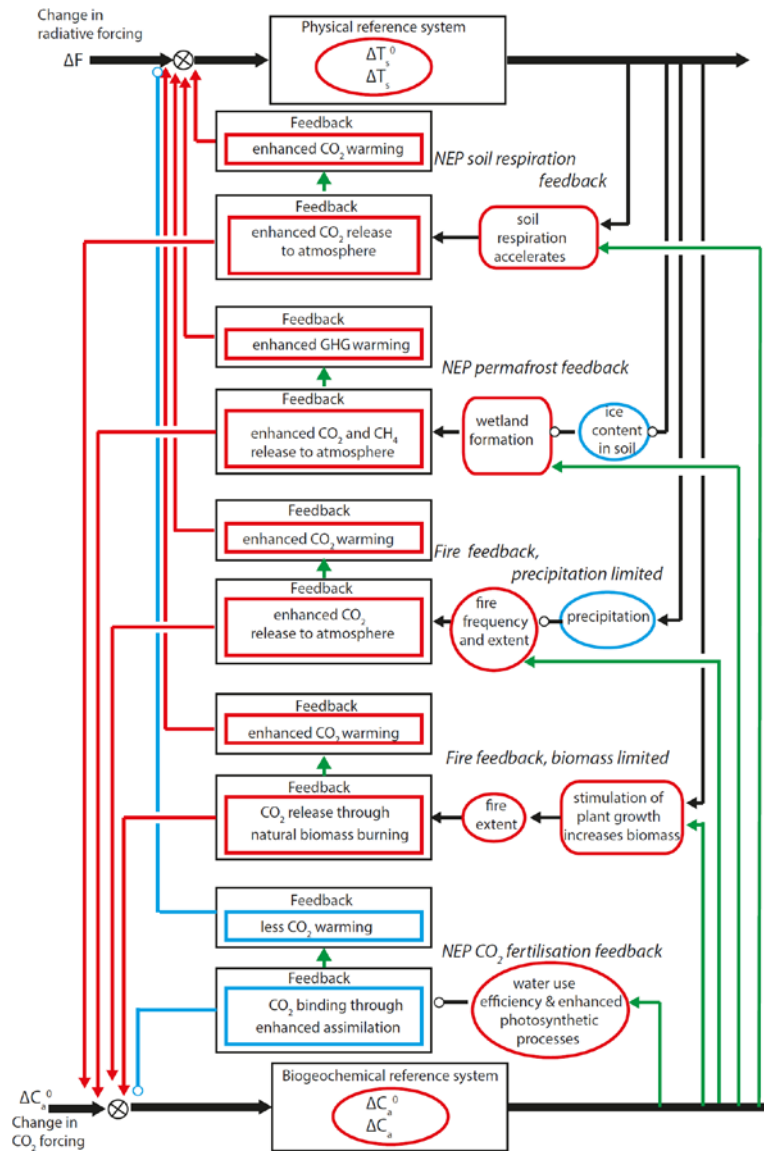 Change in
radiative forcing
ΔF
Physical reference system
ΔTₛ⁰
ΔTₛ
Feedback
enhanced CO₂ warming
NEP soil respiration
feedback
Feedback
enhanced CO₂ release
to atmosphere
soil
respiration
accelerates
Feedback
enhanced GHG warming
NEP permafrost feedback
Feedback
enhanced CO₂ and CH₄
release to atmosphere
wetland
formation
ice
content
in soil
Feedback
enhanced CO₂ warming
Fire feedback,
precipitation limited
Feedback
enhanced CO₂
release to atmosphere
fire
frequency
and extent
precipitation
Feedback
enhanced CO₂ warming
Fire feedback, biomass limited
Feedback
CO₂ release through
natural biomass burning
fire
extent
stimulation of
plant growth
increases biomass
Feedback
less CO₂ warming
NEP CO₂ fertilisation feedback
Feedback
CO₂ binding through
enhanced assimilation
water use
efficiency & enhanced
photosynthetic
processes
Biogeochemical reference system
ΔCₐ⁰
ΔCₐ
ΔCₐ⁰
Change in
CO₂ forcing